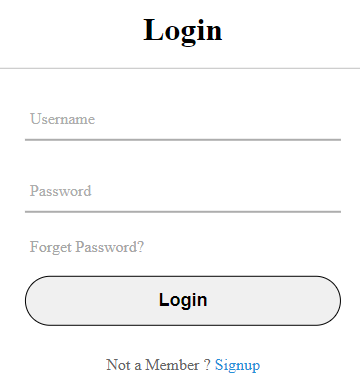 Login
Username
Password
Forget Password?
Login
Not a Member ? Signup